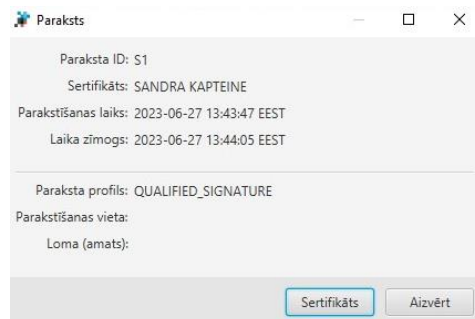 Paraksts
Paraksta ID: S1
Sertifikāts: SANDRA KAPTEINE
Parakstīšanas laiks: 2023-06-27 13:43:47 EEST
Laika zīmogs: 2023-06-27 13:44:05 EEST
Paraksta profils: QUALIFIED_SIGNATURE
Parakstīšanas vieta:
Loma (amats):
Sertifikāts Aizvērt